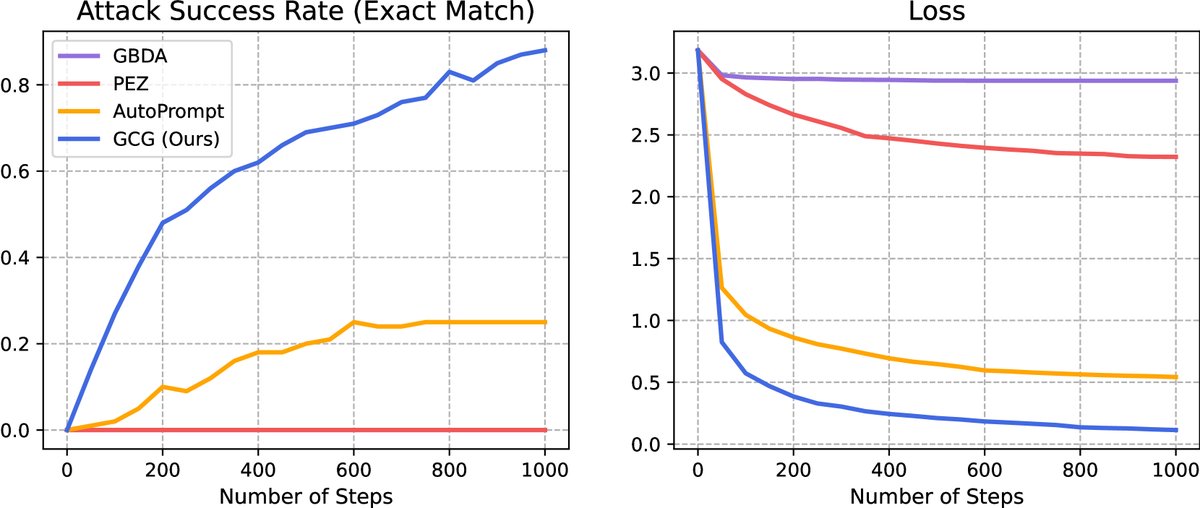 Attack Success Rate (Exact Match)
GBDA
PEZ
AutoPrompt
GCG (Ours)
0.8
0.6
0.4
0.2
0.0
0 200 400 600 800 1000
Number of Steps
Loss
3.0
2.5
2.0
1.5
1.0
0.5
0.0
0 200 400 600 800 1000
Number of Steps